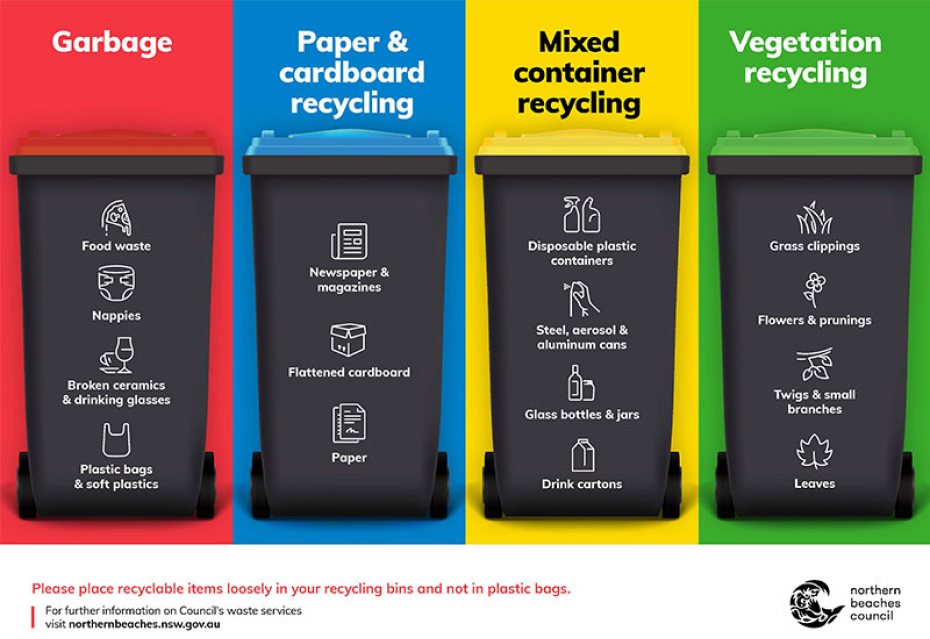 Garbage
Food waste
Nappies
Broken ceramics
& drinking glasses
Plastic bags
& soft plastics
Paper &
cardboard
recycling
Newspaper &
magazines
Flattened cardboard
Paper
Mixed
container
recycling
Disposable plastic
containers
Steel, aerosol &
aluminum cans
Glass bottles & jars
Drink cartons
Vegetation
recycling
Grass clippings
Flowers & prunings
Twigs & small
branches
Leaves
Please place recyclable items loosely in your recycling bins and not in plastic bags.
For further information on Council's waste services
visit northernbeaches.nsw.gov.au
northern
beaches
council